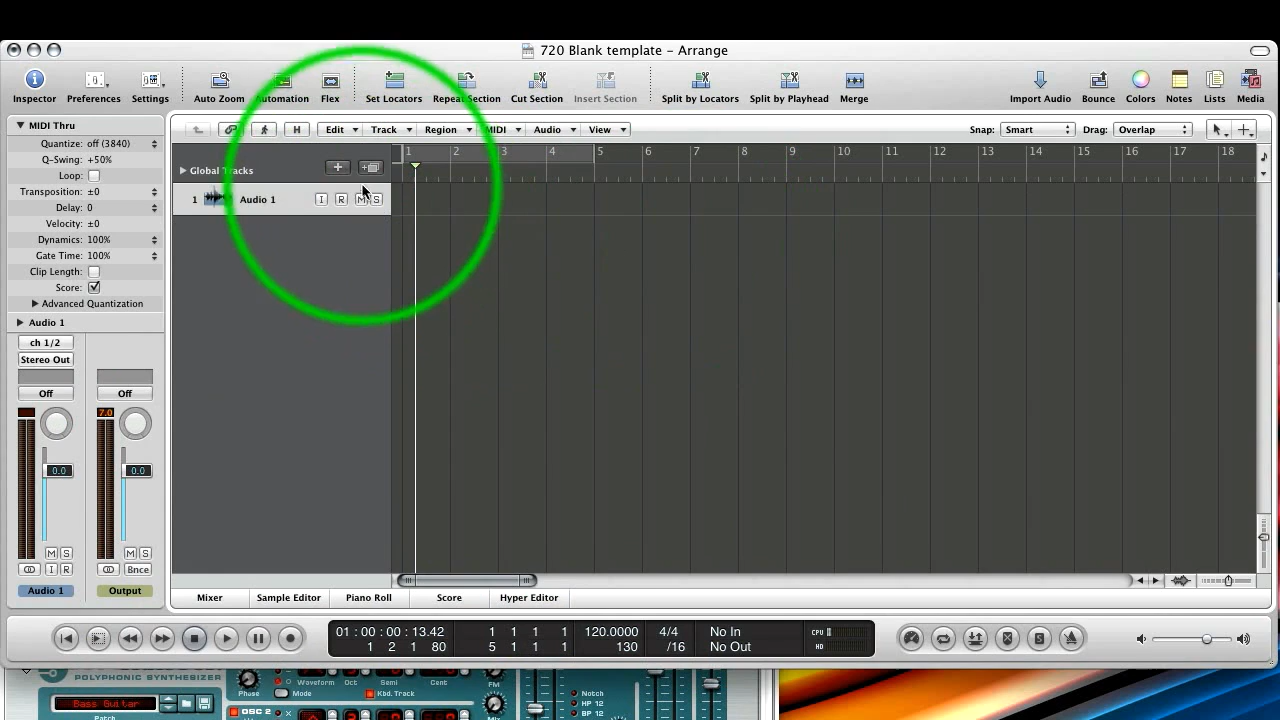 720 Blank template – Arrange
Inspector Preferences Settings Auto Zoom Automation Flex Set Locators Repeat Section Cut Section Insert Section Split by Locators Split by Playhead Merge Import Audio Bounce Colors Notes Lists Media
MIDI Thru
H Edit Track Region MIDI Audio View Snap: Smart Drag: Overlap
Quantize: off (3840)
Q-Swing: +50%
Loop:
Transposition: ±0
Delay: 0
Velocity: ±0
Dynamics: 100%
Gate Time: 100%
Clip Length:
Score:
Advanced Quantization
Audio 1
ch 1/2
Stereo Out
Off Off
7.0
0.0 0.0
M S M S
I R Bnce
Audio 1 Output
1 2 3 4 5 6 7 8 9 10 11 12 13 14 15 16 17 18
Global Tracks
1 Audio 1 I R M S
Mixer Sample Editor Piano Roll Score Hyper Editor
01 : 00 : 00 : 13.42 1 1 1 1 120.0000 4/4 No In CPU
1 2 1 80 5 1 1 1 130 /16 No Out HD
S
POLYPHONIC SYNTHESIZER
Bass Guitar
Patch
Phase
Waveform Oct Semi Cent
Mode Kbd. Track
OSC 2
FM
Mix
Notch
HP 12
BP 12